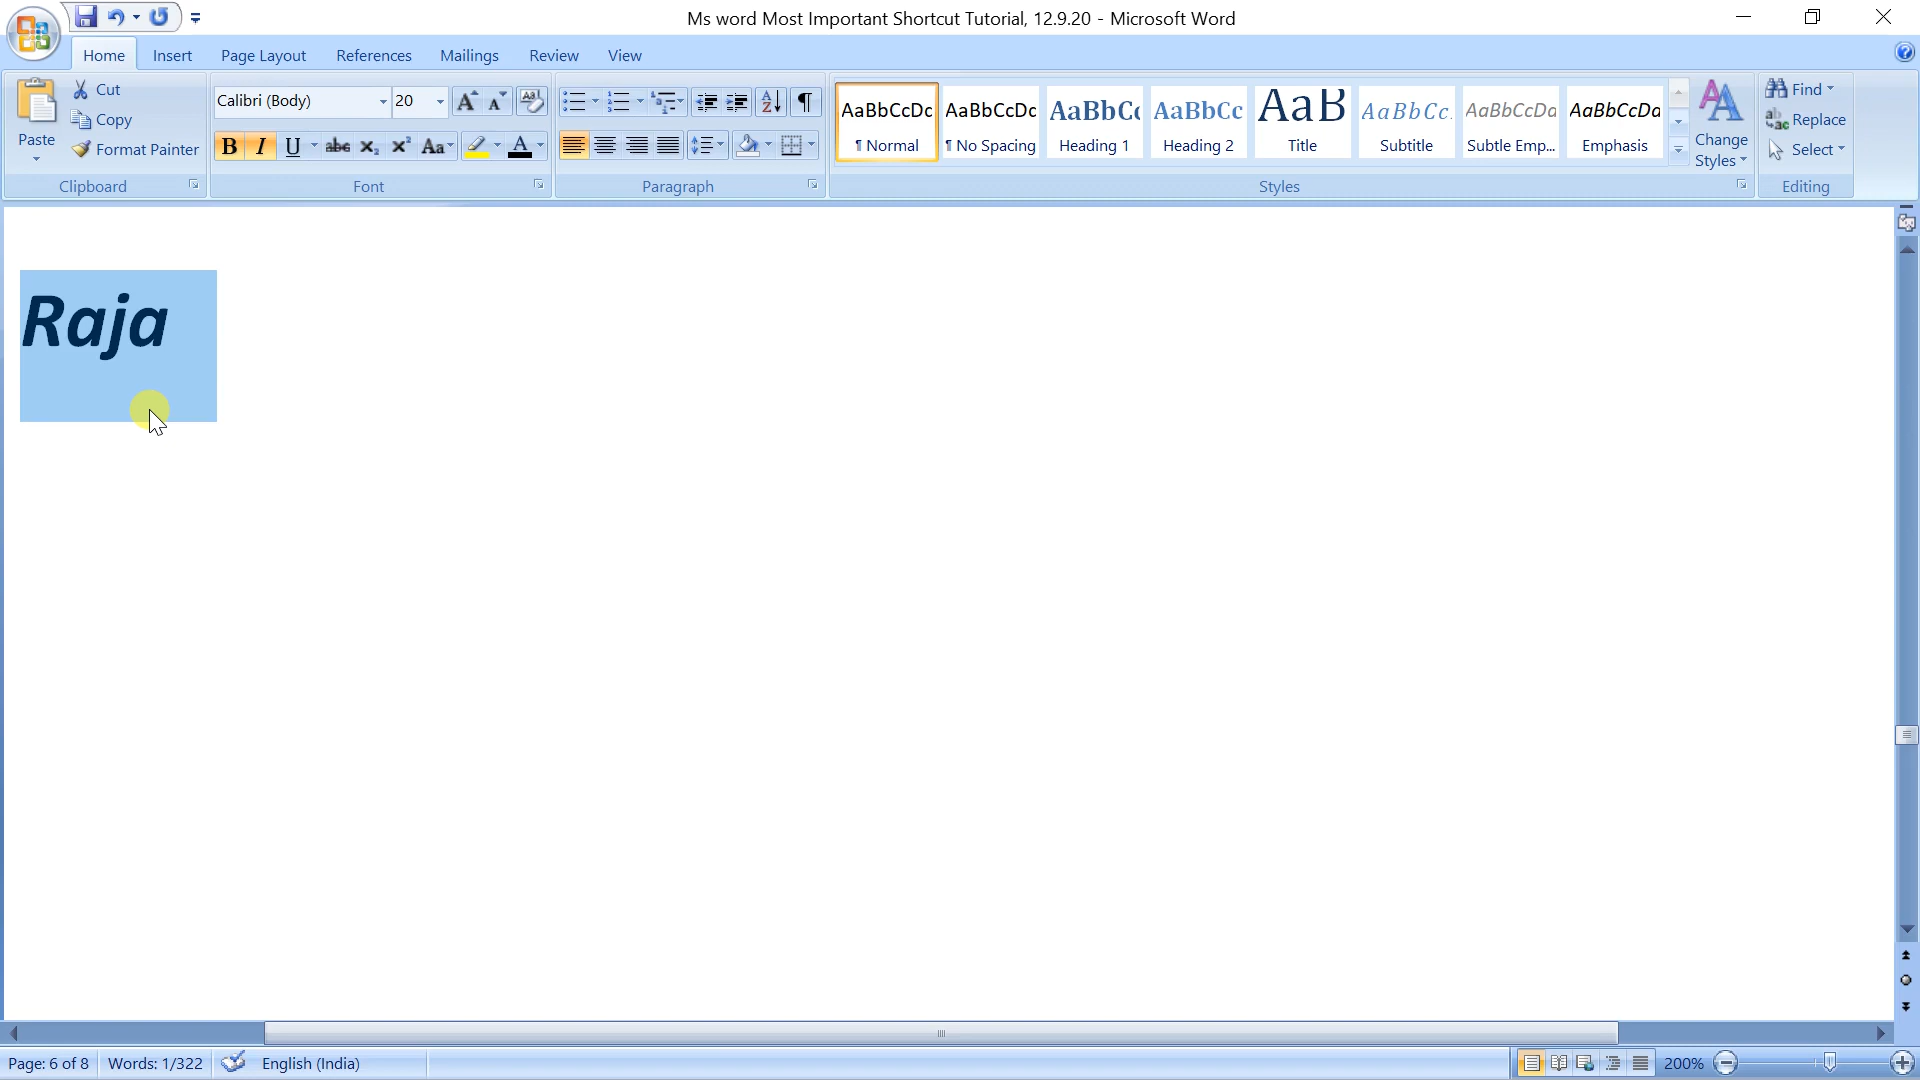 Ms word Most Important Shortcut Tutorial, 12.9.20 - Microsoft Word
Home Insert Page Layout References Mailings Review View
Paste
Cut
Copy
Format Painter
Clipboard
Calibri (Body) 20
B I U abc x₂ x² Aa A
Font
Paragraph
AaBbCcDc AaBbCcDc AaBbC AaBbCc AaB AaBbCc. AaBbCcDa AaBbCcDa
¶ Normal ¶ No Spacing Heading 1 Heading 2 Title Subtitle Subtle Emp... Emphasis
Change Styles
Styles
Find
Replace
Select
Editing
Raja
Page: 6 of 8 Words: 1/322 English (India) 200%